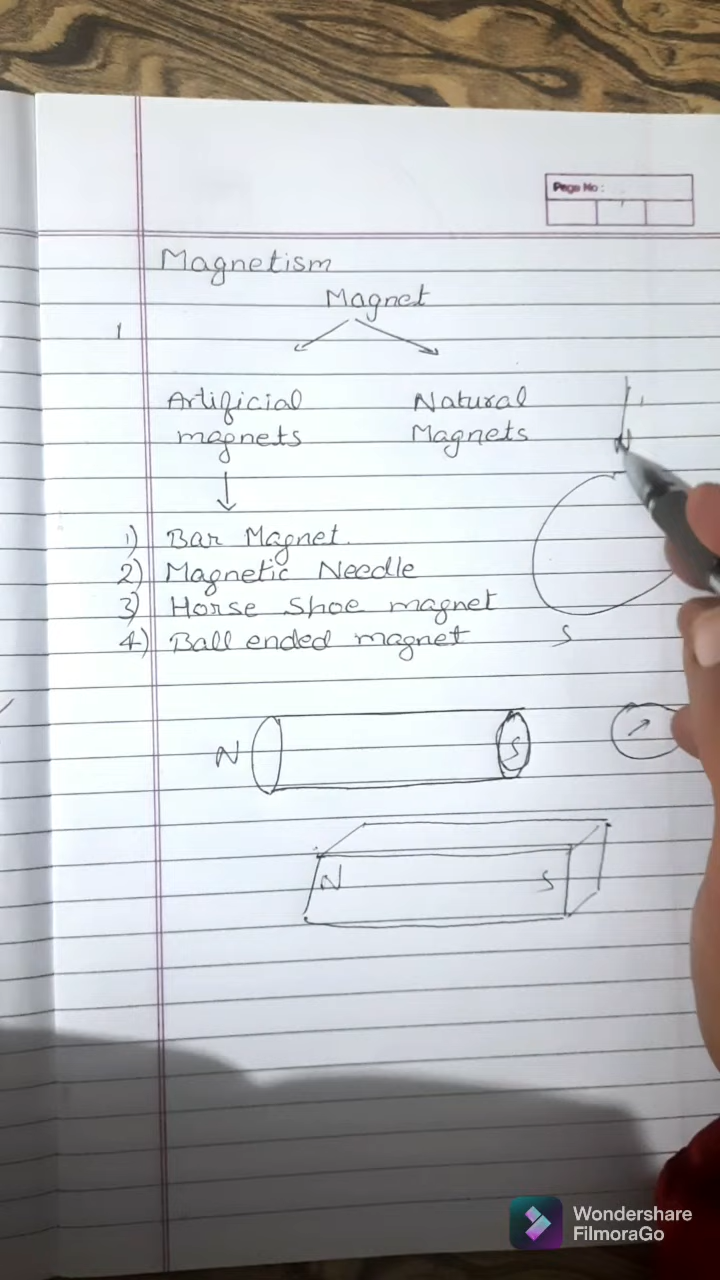 Page No :
Magnetism
Magnet
1
Artificial magnets
Natural Magnets
N
1) Bar Magnet.
2) Magnetic Needle
3) Horse Shoe magnet
4) Ball ended magnet
S
N S
N S
Wondershare
FilmoraGo